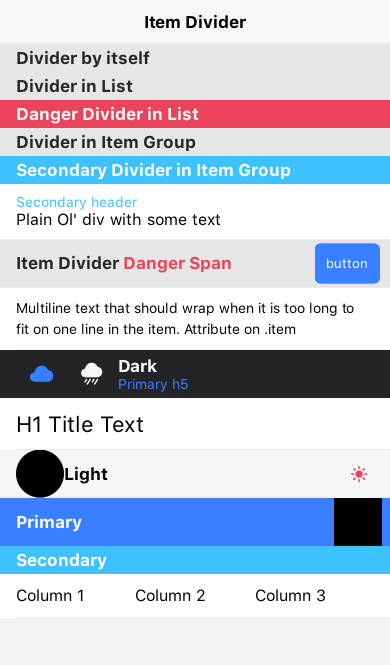 Item Divider
Divider by itself
Divider in List
Danger Divider in List
Divider in Item Group
Secondary Divider in Item Group
Secondary header
Plain Ol' div with some text
Item Divider Danger Span button
Multiline text that should wrap when it is too long to
fit on one line in the item. Attribute on .item
Dark
Primary h5
H1 Title Text
Light
Primary
Secondary
Column 1 Column 2 Column 3